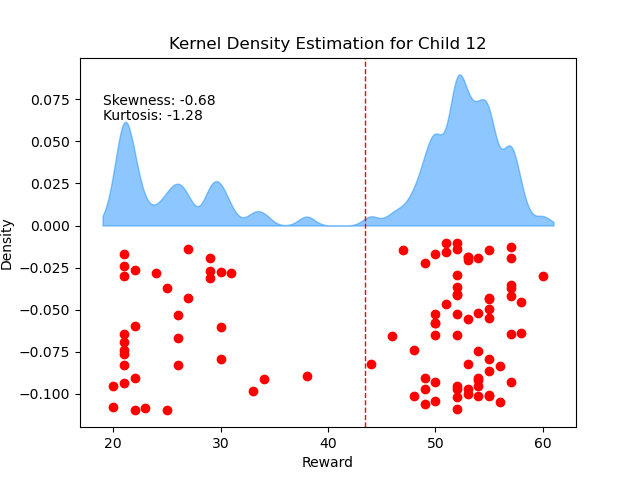 Kernel Density Estimation for Child 12
Skewness: -0.68
Kurtosis: -1.28
0.075
0.050
0.025
0.000
−0.025
−0.050
−0.075
−0.100
Density
20 30 40 50 60
Reward